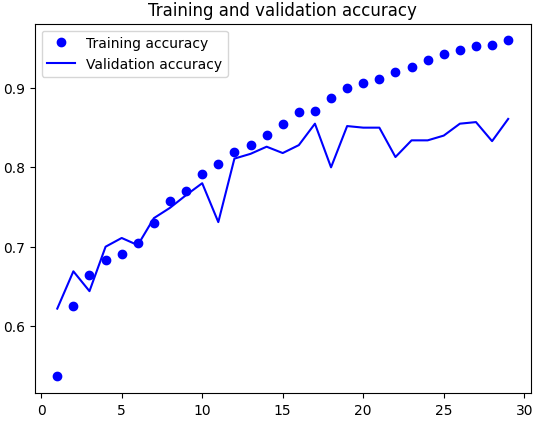 Training and validation accuracy
Training accuracy
Validation accuracy
0.9
0.8
0.7
0.6
0 5 10 15 20 25 30